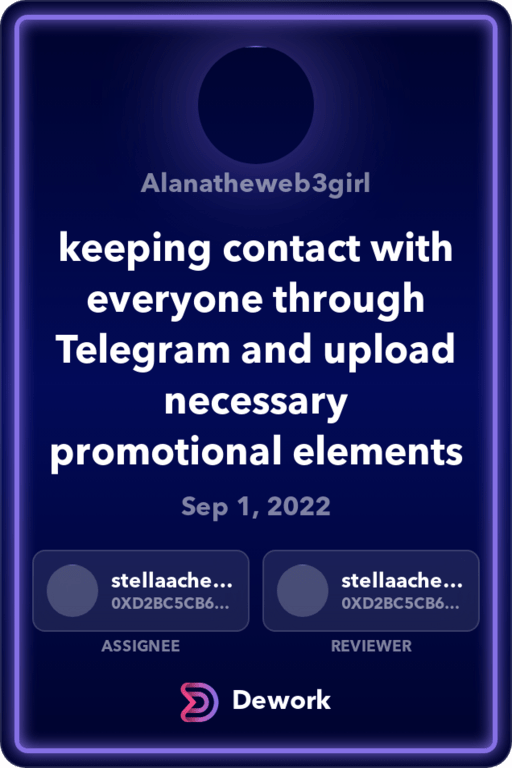 Alanatheweb3girl
keeping contact with
everyone through
Telegram and upload
necessary
promotional elements
Sep 1, 2022
stellaache... stellaache...
0XD2BC5CB6... 0XD2BC5CB6...
ASSIGNEE REVIEWER
Dework